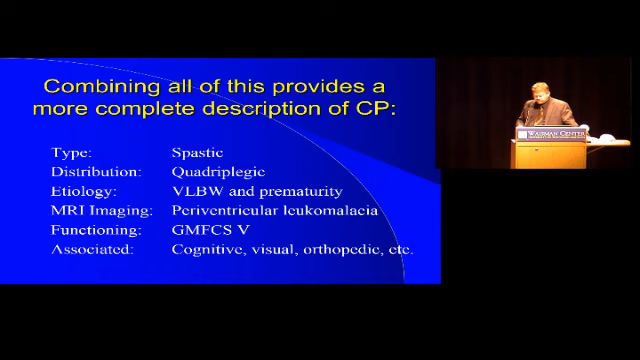 Combining all of this provides a
more complete description of CP:
Type: Spastic
Distribution: Quadriplegic
Etiology: VLBW and prematurity
MRI Imaging: Periventricular leukomalacia
Functioning: GMFCS V
Associated: Cognitive, visual, orthopedic, etc.
WAISMAN CENTER